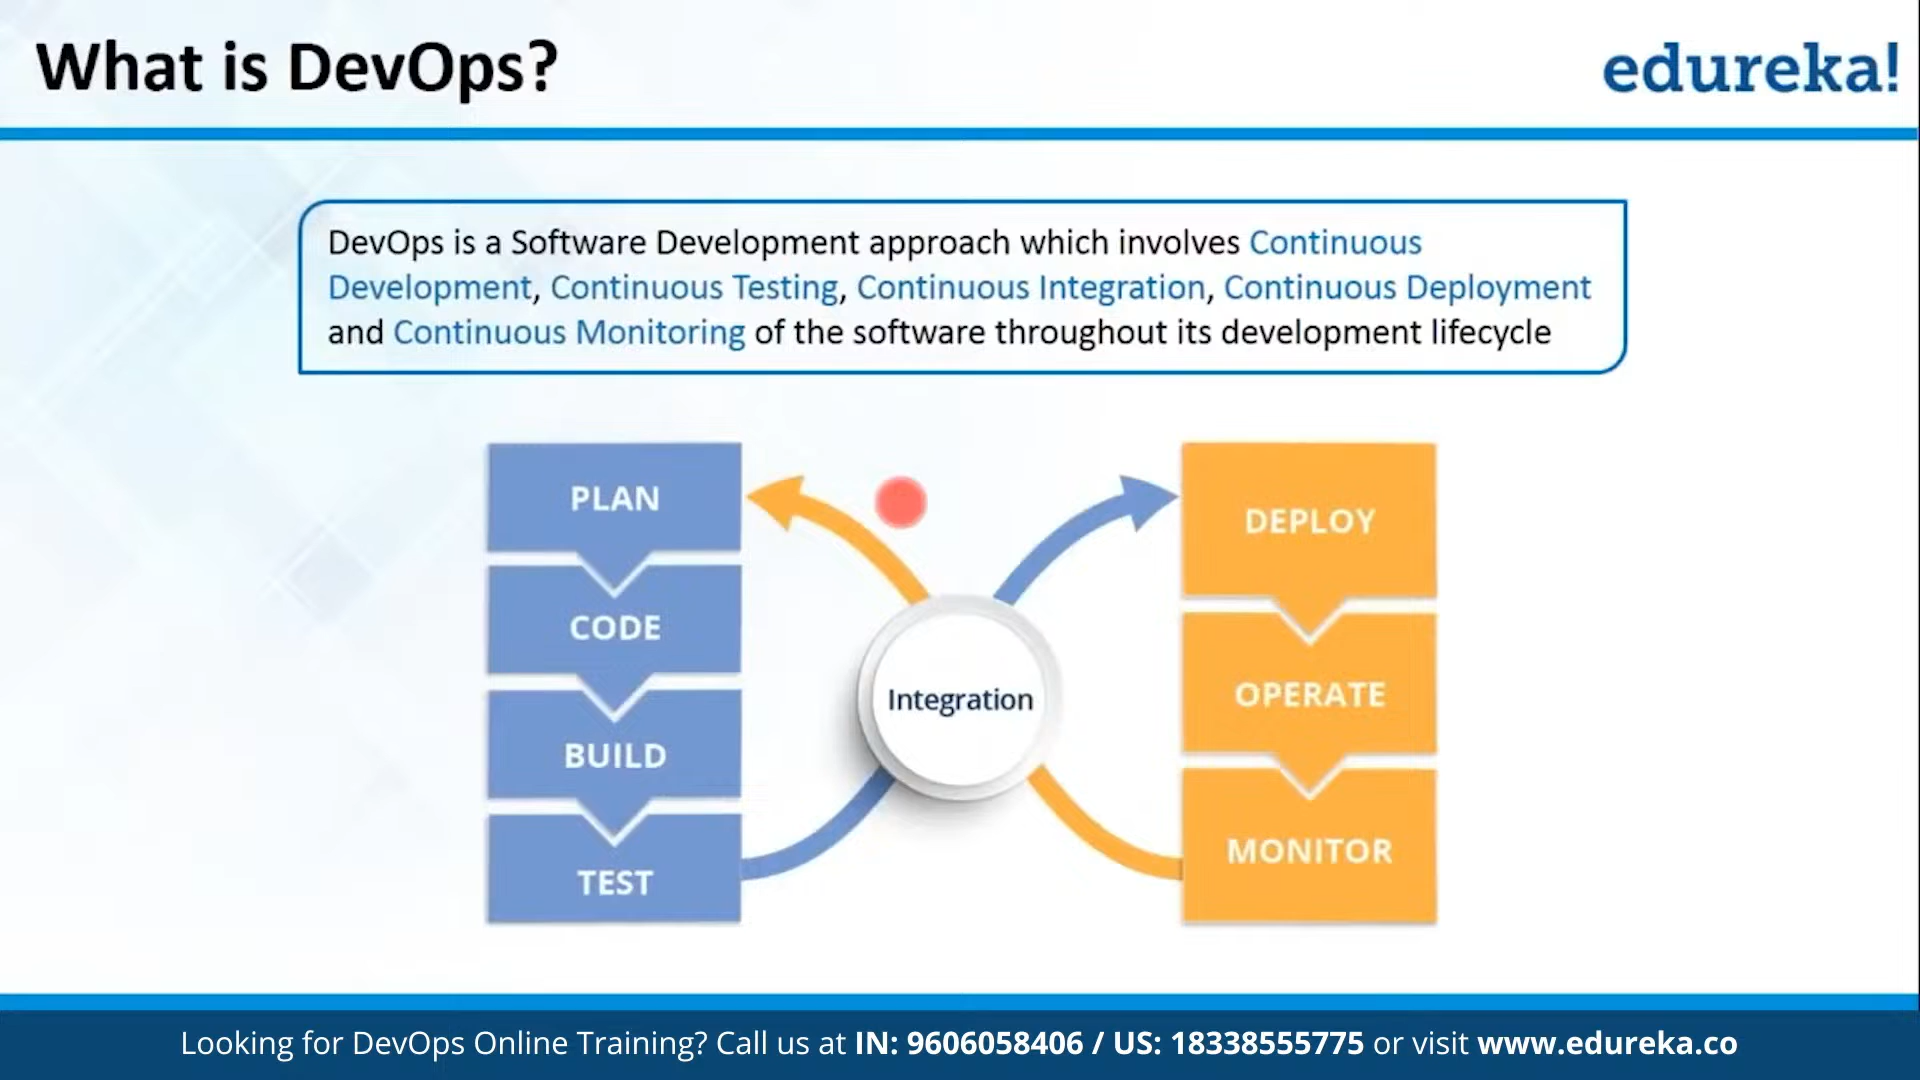 What is DevOps?
edureka!
DevOps is a Software Development approach which involves Continuous
Development, Continuous Testing, Continuous Integration, Continuous Deployment
and Continuous Monitoring of the software throughout its development lifecycle
PLAN
CODE
BUILD
TEST
Integration
DEPLOY
OPERATE
MONITOR
Looking for DevOps Online Training? Call us at IN: 9606058406 / US: 18338555775 or visit www.edureka.co